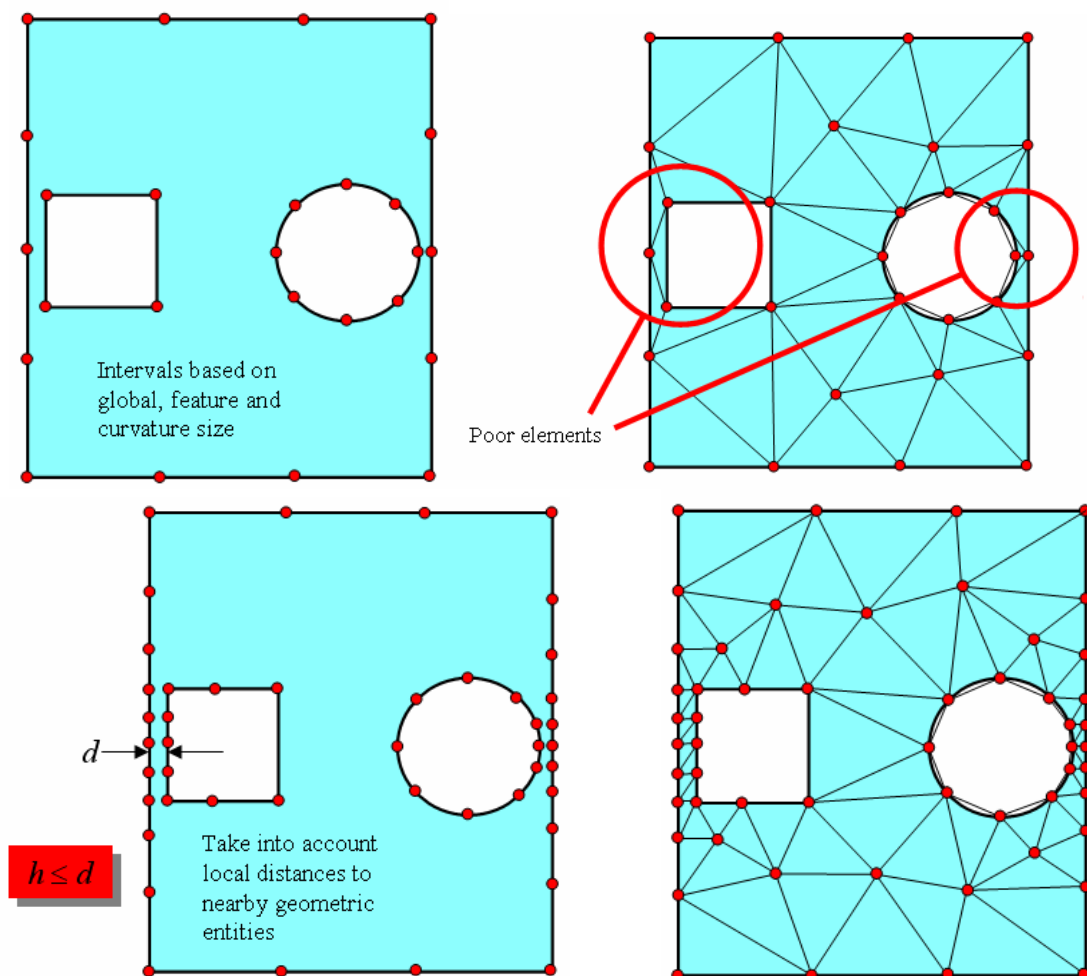 Intervals based on
global, feature and
curvature size
Poor elements
d
h ≤ d
Take into account
local distances to
nearby geometric
entities